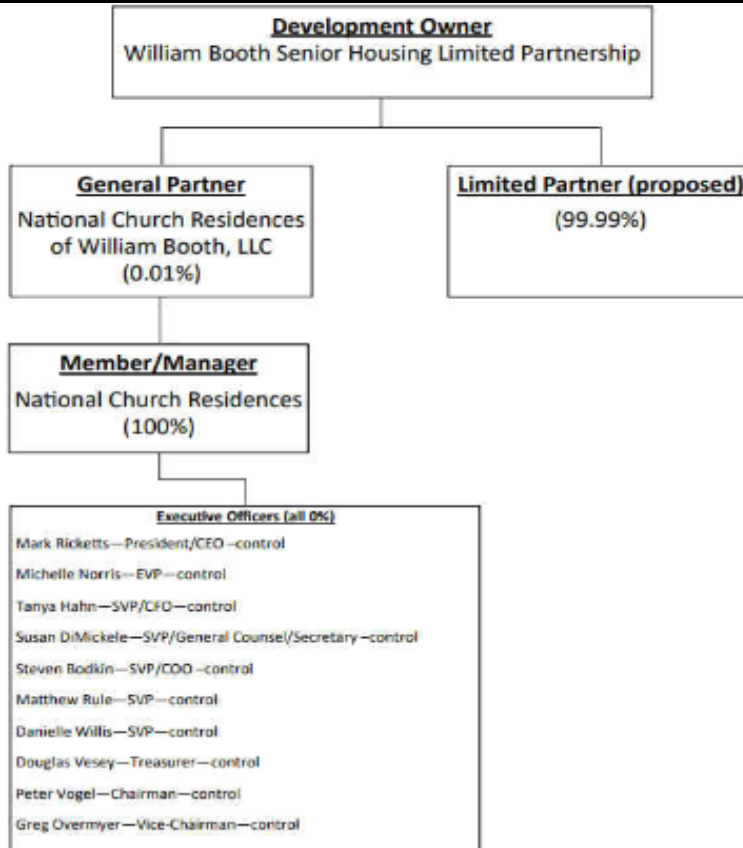 Development Owner
William Booth Senior Housing Limited Partnership
General Partner
National Church Residences
of William Booth, LLC
(0.01%)
Limited Partner (proposed)
(99.99%)
Member/Manager
National Church Residences
(100%)
Executive Officers (all 0%)
Mark Ricketts—President/CEO–control
Michelle Norris—EVP—control
Tanya Hahn—SVP/CFO—control
Susan DiMickele—SVP/General Counsel/Secretary–control
Steven Bodkin—SVP/COO–control
Matthew Rule—SVP—control
Danielle Willis—SVP—control
Douglas Vesey—Treasurer—control
Peter Vogel—Chairman—control
Greg Overmyer—Vice-Chairman—control